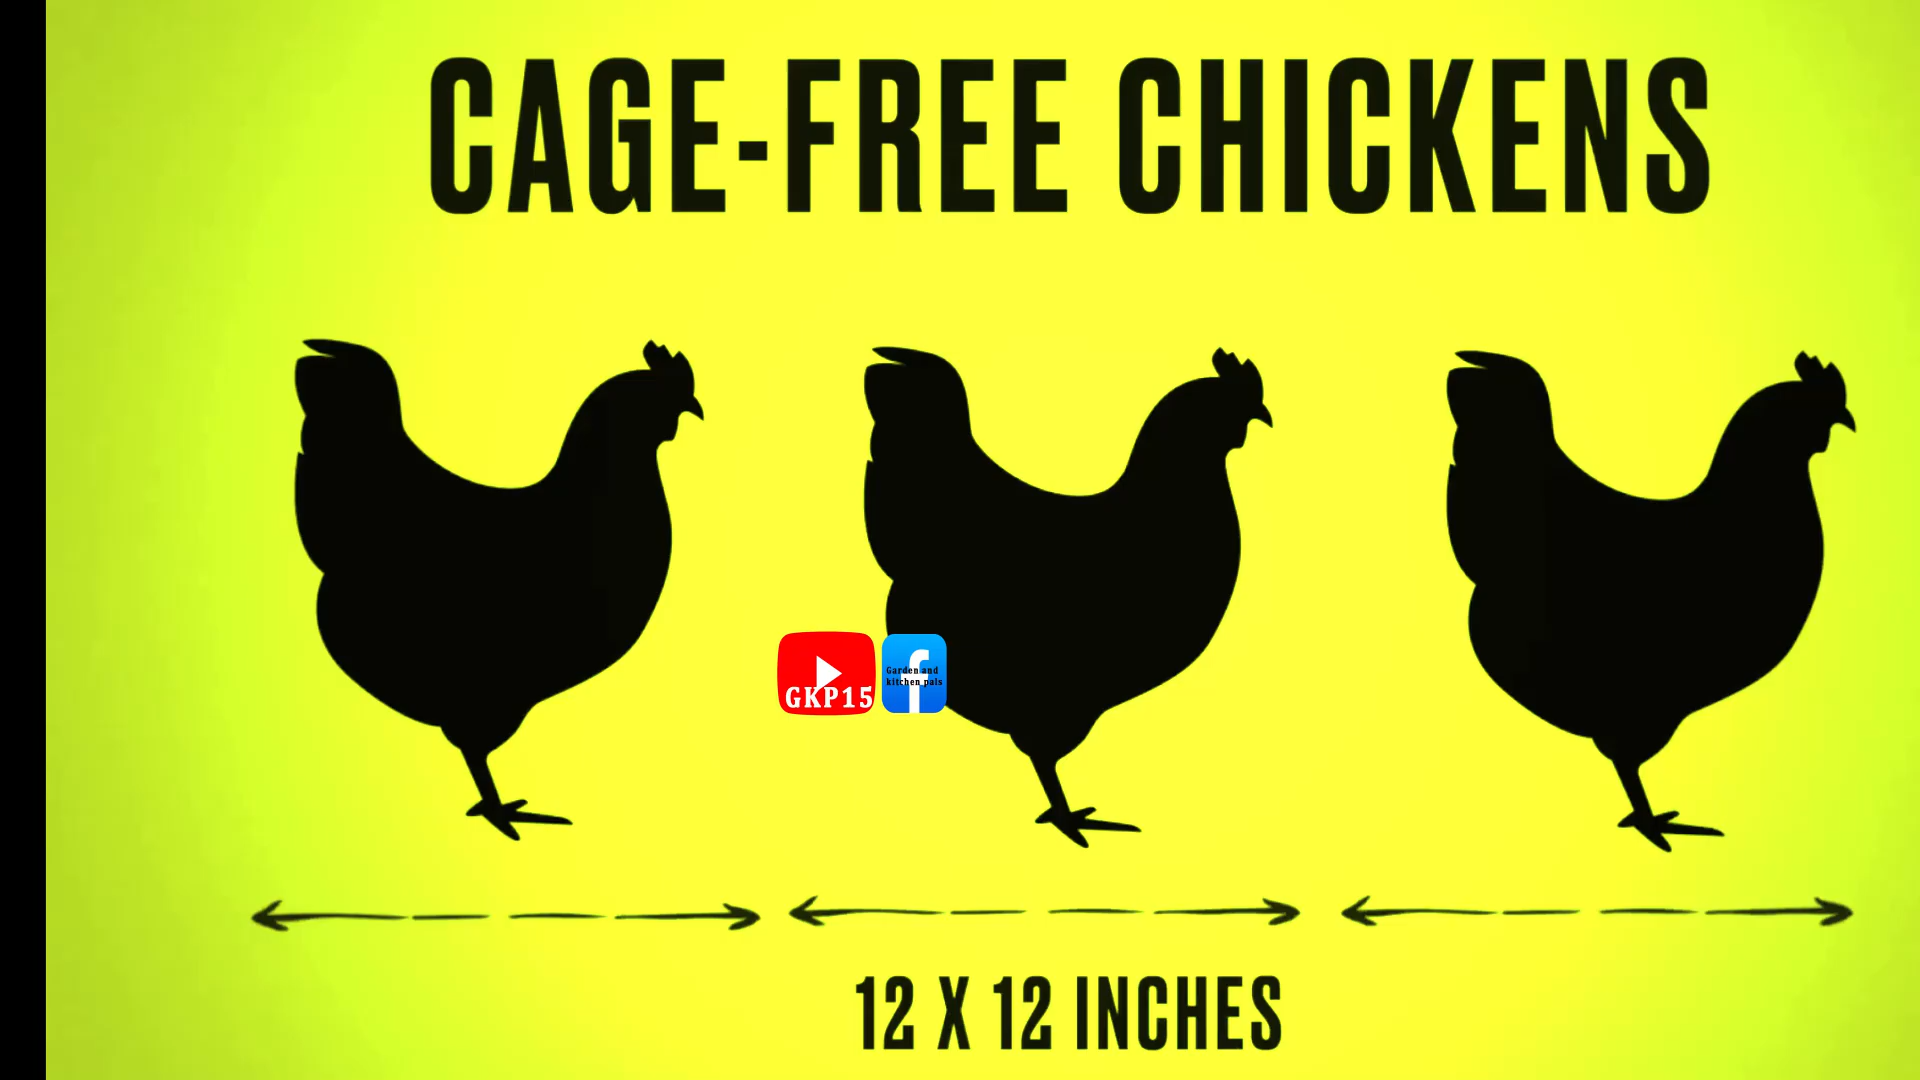 CAGE-FREE CHICKENS
GKP15
Garden and
kitchen pals
12 X 12 INCHES